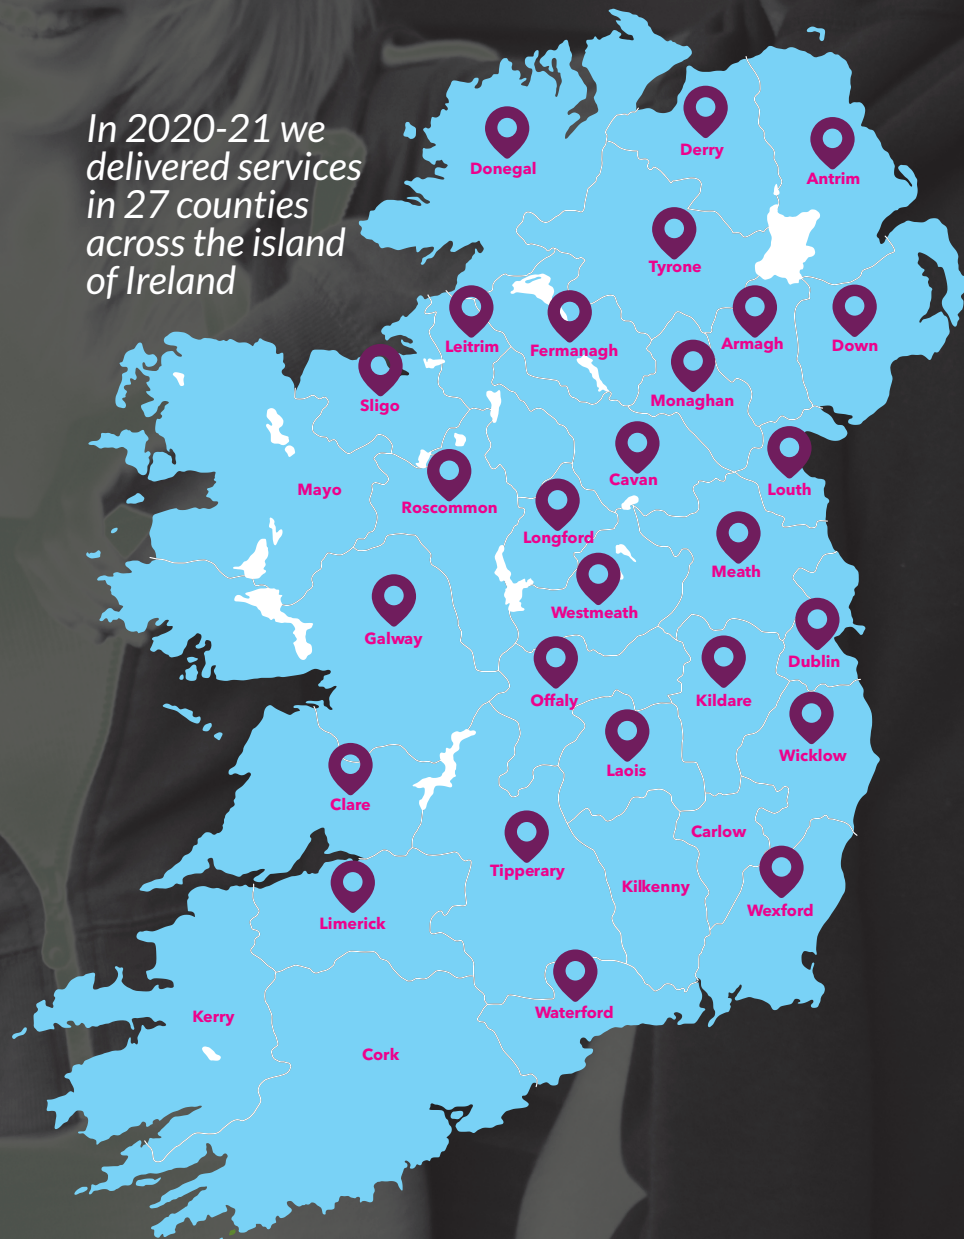 In 2020-21 we
delivered services
in 27 counties
across the island
of Ireland
Donegal
Derry
Antrim
Tyrone
Leitrim
Fermanagh
Armagh
Down
Sligo
Monaghan
Cavan
Mayo
Roscommon
Louth
Longford
Meath
Westmeath
Galway
Dublin
Offaly
Kildare
Wicklow
Laois
Clare
Carlow
Tipperary
Kilkenny
Wexford
Limerick
Waterford
Kerry
Cork